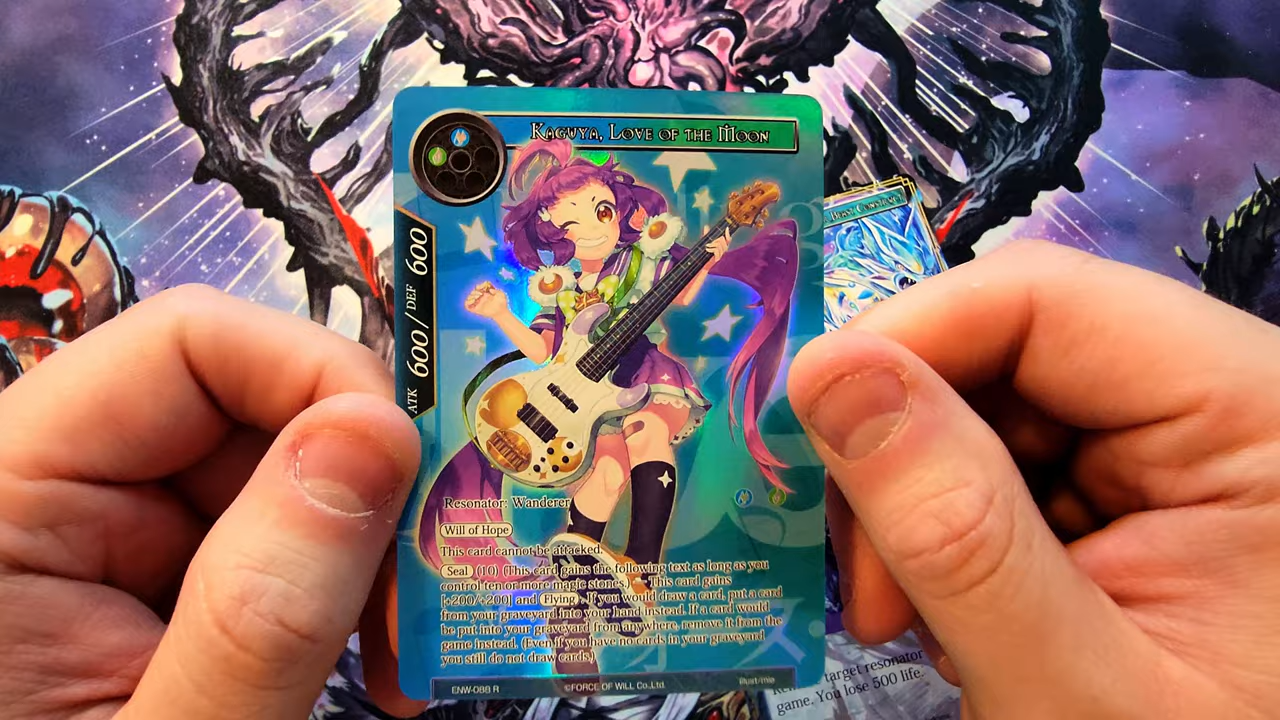 KAGUYA, LOVE OF THE MOON
ATK 600 / DEF 600
BEAST CONSTRUCT
Resonator: Wanderer
Will of Hope
This card cannot be attacked.
Seal (10) (This card gains the following text as long as you
control ten or more magic stones.) This card gains
[+200/+200] and Flying. If you would draw a card, put a card
from your graveyard into your hand instead. If a card would
be put into your graveyard from anywhere, remove it from the
game instead. (Even if you have no cards in your graveyard
you still do not draw cards.)
ENW-088 R
©FORCE OF WILL Co.,Ltd.
illust/mie
target resonator
game. You lose 500 life.